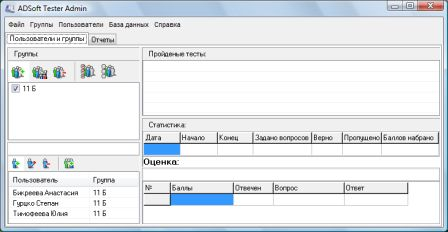 ADSoft Tester Admin
Файл Группы Пользователи База данных Справка
Пользователи и группы Отчеты
Группы:
11 Б
Пользователь Группа
Бикреева Анастасия 11 Б
Гурцко Степан 11 Б
Тимофеева Юлия 11 Б
Пройденые тесты:
Статистика:
Дата Начало Конец Задано вопросов Верно Пропущено Баллов набрано
Оценка:
№ Баллы Отвечен Вопрос Ответ